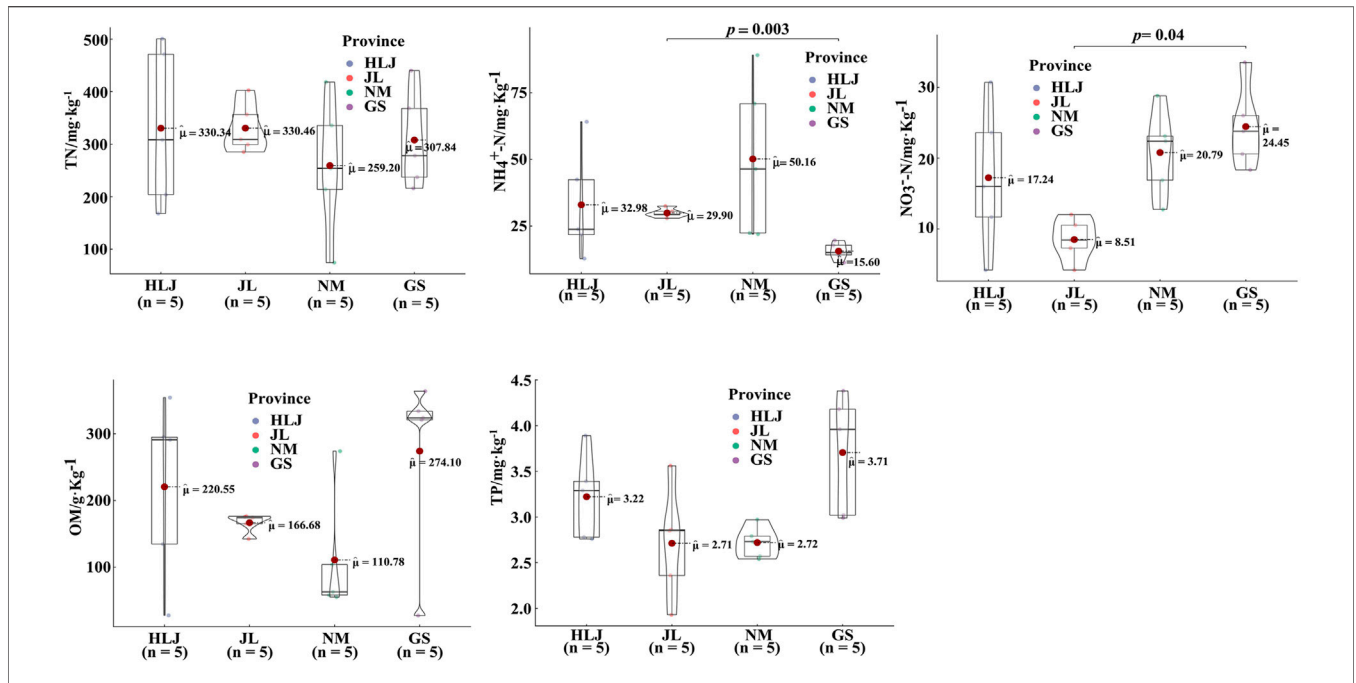 TN/mg·kg⁻¹
500
400
300
200
100
Province
HLJ
JL
NM
GS
μ̂ = 330.34
μ̂ = 330.46
μ̂ = 259.20
μ̂ = 307.84
HLJ
(n = 5)
JL
(n = 5)
NM
(n = 5)
GS
(n = 5)
NH₄⁺-N/mg·Kg⁻¹
75
50
25
p = 0.003
Province
HLJ
JL
NM
GS
μ̂ = 32.98
μ̂ = 29.90
μ̂ = 50.16
μ̂ =15.60
HLJ
(n = 5)
JL
(n = 5)
NM
(n = 5)
GS
(n = 5)
NO₃⁻-N/mg·Kg⁻¹
30
20
10
p= 0.04
Province
HLJ
JL
NM
GS
μ̂ = 17.24
μ̂ = 8.51
μ̂ = 20.79
μ̂ =
24.45
HLJ
(n = 5)
JL
(n = 5)
NM
(n = 5)
GS
(n = 5)
OM/g·Kg⁻¹
300
200
100
Province
HLJ
JL
NM
GS
μ̂ = 220.55
μ̂ = 166.68
μ̂ = 110.78
μ̂ = 274.10
HLJ
(n = 5)
JL
(n = 5)
NM
(n = 5)
GS
(n = 5)
TP/mg·kg⁻¹
4.5
4.0
3.5
3.0
2.5
2.0
Province
HLJ
JL
NM
GS
μ̂ = 3.22
μ̂ = 2.71
μ̂ = 2.72
μ̂ = 3.71
HLJ
(n = 5)
JL
(n = 5)
NM
(n = 5)
GS
(n = 5)